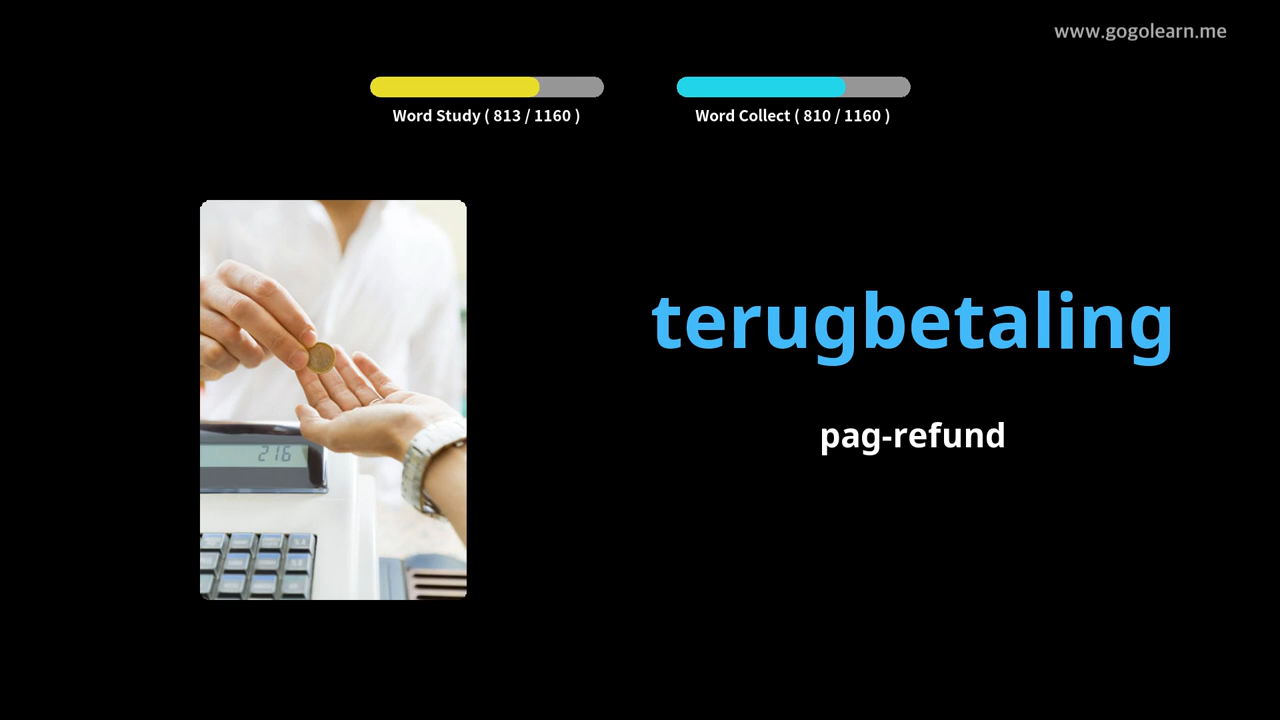 www.gogolearn.me
Word Study ( 813 / 1160 )
Word Collect ( 810 / 1160 )
terugbetaling
pag-refund
216